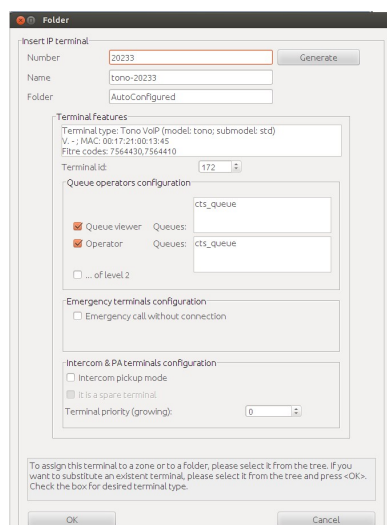 Folder
Insert IP terminal
Number 20233 Generate
Name tono-20233
Folder AutoConfigured
Terminal features
Terminal type: Tono VoIP (model: tono; submodel: std)
V. - ; MAC: 00:17:21:00:13:45
Fitre codes: 7564430,7564410
Terminal id: 172
Queue operators configuration
cts_queue
Queue viewer Queues:
Operator Queues: cts_queue
... of level 2
Emergency terminals configuration
Emergency call without connection
Intercom & PA terminals configuration
Intercom pickup mode
It is a spare terminal
Terminal priority (growing): 0
To assign this terminal to a zone or to a folder, please select it from the tree. If you
want to substitute an existent terminal, please select it from the tree and press <OK>.
Check the box for desired terminal type.
OK Cancel